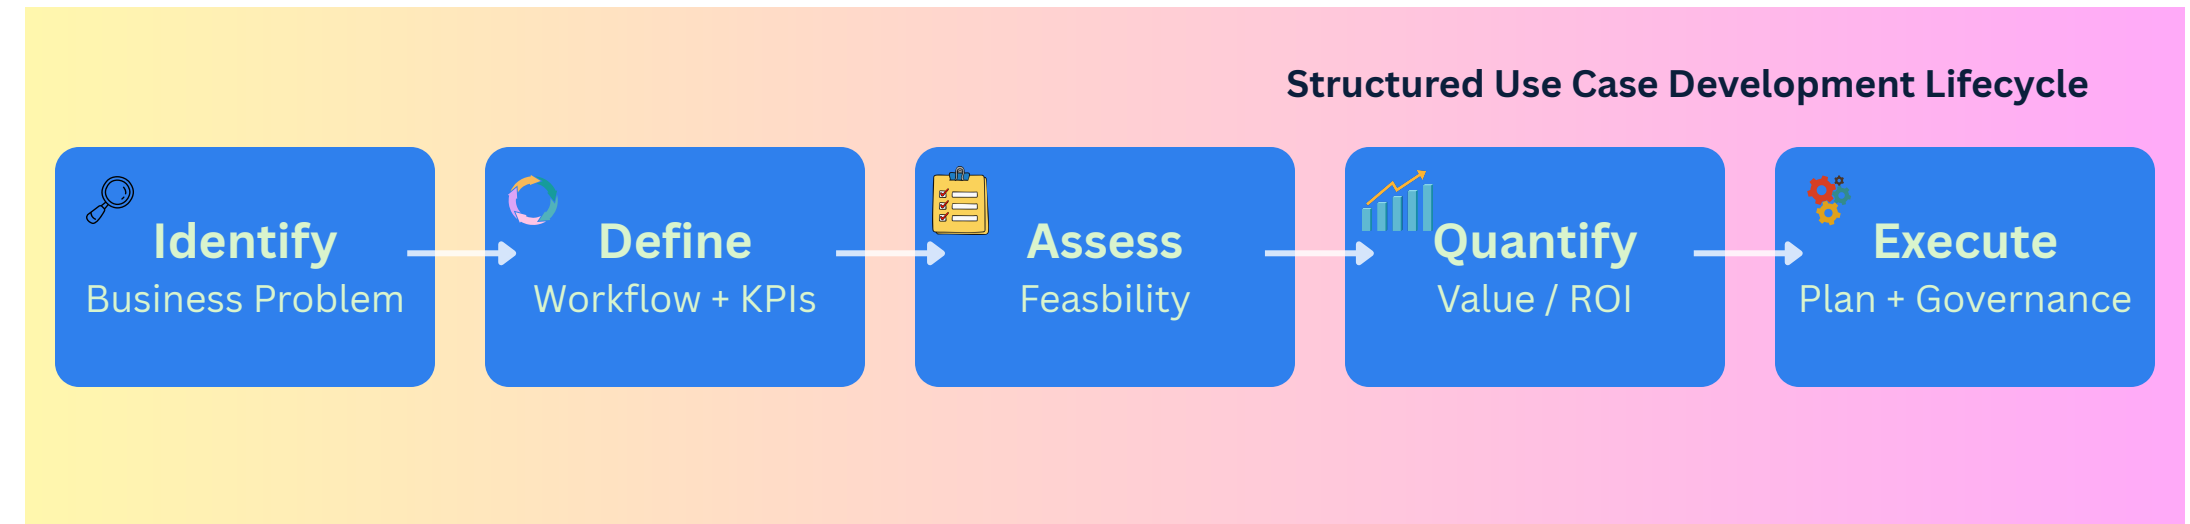 Structured Use Case Development Lifecycle
Identify
Business Problem
Define
Workflow + KPIs
Assess
Feasbility
Quantify
Value / ROI
Execute
Plan + Governance